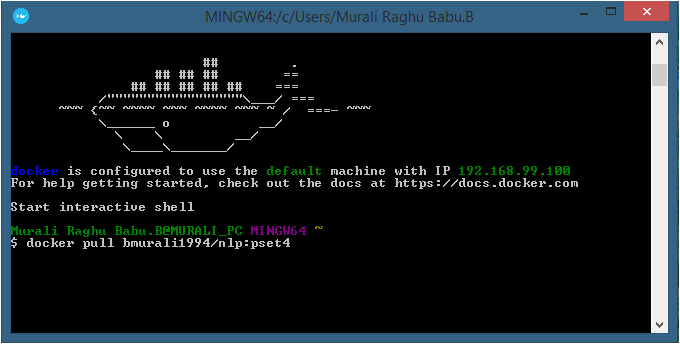 MINGW64:/c/Users/Murali Raghu Babu.B
                        ##         .
                  ## ## ##        ==
               ## ## ## ## ##    ===
           /"""""""""""""""""\___/ ===
      ~~~ {~~ ~~~~ ~~~ ~~~~ ~~~ ~ /  ===- ~~~
           \______ o           __/
             \    \         __/
              \____\_______/
docker is configured to use the default machine with IP 192.168.99.100
For help getting started, check out the docs at https://docs.docker.com
Start interactive shell
Murali Raghu Babu.B@MURALI_PC MINGW64 ~
$ docker pull bmurali1994/nlp:pset4